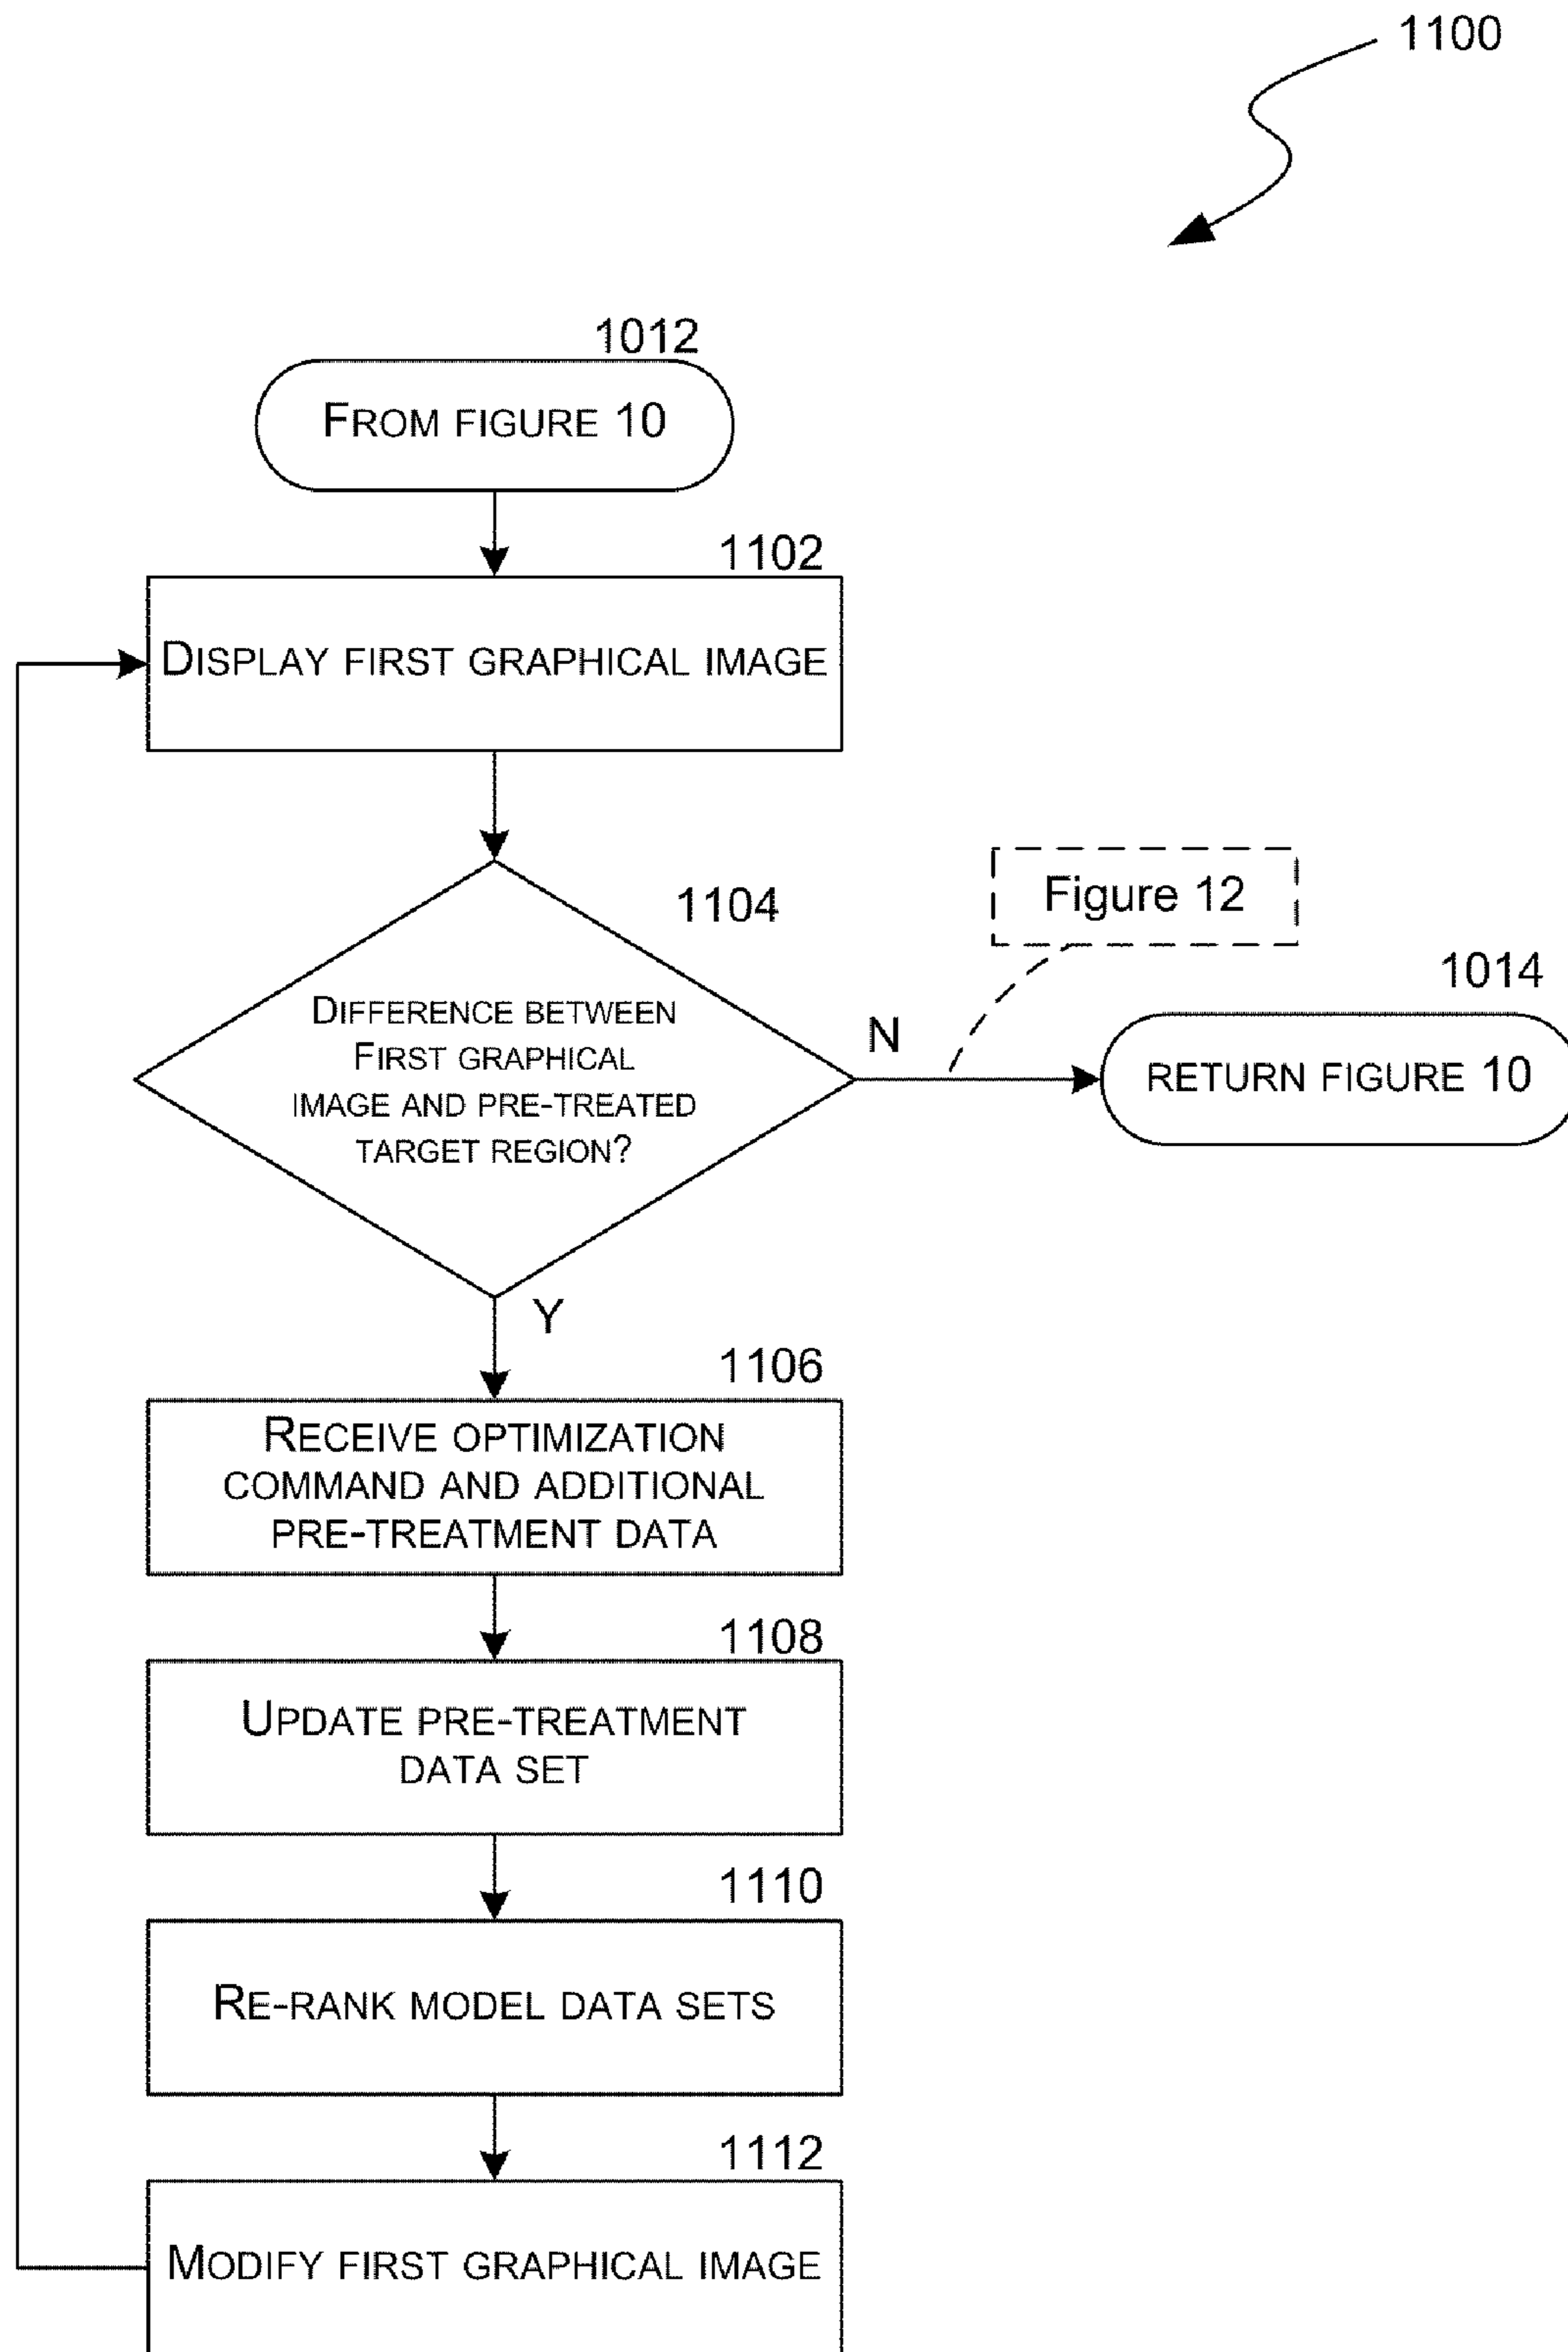 1100
1012
FROM FIGURE 10
1102
DISPLAY FIRST GRAPHICAL IMAGE
1104
Figure 12
1014
DIFFERENCE BETWEEN
FIRST GRAPHICAL
IMAGE AND PRE-TREATED
TARGET REGION?
N
RETURN FIGURE 10
Y
1106
RECEIVE OPTIMIZATION
COMMAND AND ADDITIONAL
PRE-TREATMENT DATA
1108
UPDATE PRE-TREATMENT
DATA SET
1110
RE-RANK MODEL DATA SETS
1112
MODIFY FIRST GRAPHICAL IMAGE